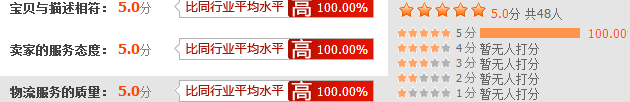 宝贝与描述相符： 5.0分 比同行业平均水平 高 100.00%
卖家的服务态度： 5.0分 比同行业平均水平 高 100.00%
物流服务的质量： 5.0分 比同行业平均水平 高 100.00%
5.0分 共48人
5分 100.00
4分 暂无人打分
3分 暂无人打分
2分 暂无人打分
1分 暂无人打分